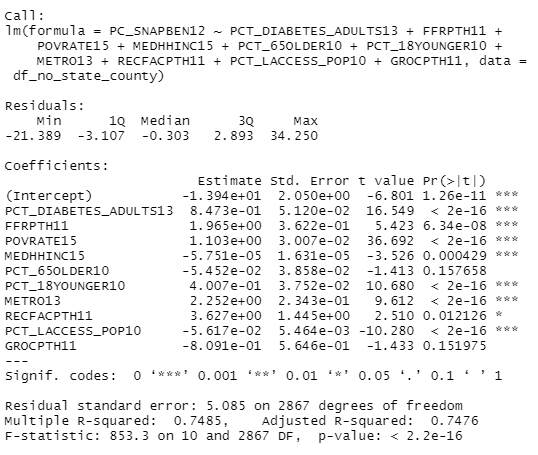 Call:
lm(formula = PC_SNAPBEN12 ~ PCT_DIABETES_ADULTS13 + FFRPTH11 +
POVRATE15 + MEDHHINC15 + PCT_65OLDER10 + PCT_18YOUNGER10 +
METRO13 + RECFACPTH11 + PCT_LACCESS_POP10 + GROCPTH11, data =
df_no_state_county)
Residuals:
Min 1Q Median 3Q Max
-21.389 -3.107 -0.303 2.893 34.250
Coefficients:
Estimate Std. Error t value Pr(>|t|)
(Intercept) -1.394e+01 2.050e+00 -6.801 1.26e-11 ***
PCT_DIABETES_ADULTS13 8.473e-01 5.120e-02 16.549 < 2e-16 ***
FFRPTH11 1.965e+00 3.622e-01 5.423 6.34e-08 ***
POVRATE15 1.103e+00 3.007e-02 36.692 < 2e-16 ***
MEDHHINC15 -5.751e-05 1.631e-05 -3.526 0.000429 ***
PCT_65OLDER10 -5.452e-02 3.858e-02 -1.413 0.157658
PCT_18YOUNGER10 4.007e-01 3.752e-02 10.680 < 2e-16 ***
METRO13 2.252e+00 2.343e-01 9.612 < 2e-16 ***
RECFACPTH11 3.627e+00 1.445e+00 2.510 0.012126 *
PCT_LACCESS_POP10 -5.617e-02 5.464e-03 -10.280 < 2e-16 ***
GROCPTH11 -8.091e-01 5.646e-01 -1.433 0.151975
---
Signif. codes: 0 ‘***’ 0.001 ‘**’ 0.01 ‘*’ 0.05 ‘.’ 0.1 ‘ ’ 1
Residual standard error: 5.085 on 2867 degrees of freedom
Multiple R-squared: 0.7485, Adjusted R-squared: 0.7476
F-statistic: 853.3 on 10 and 2867 DF, p-value: < 2.2e-16